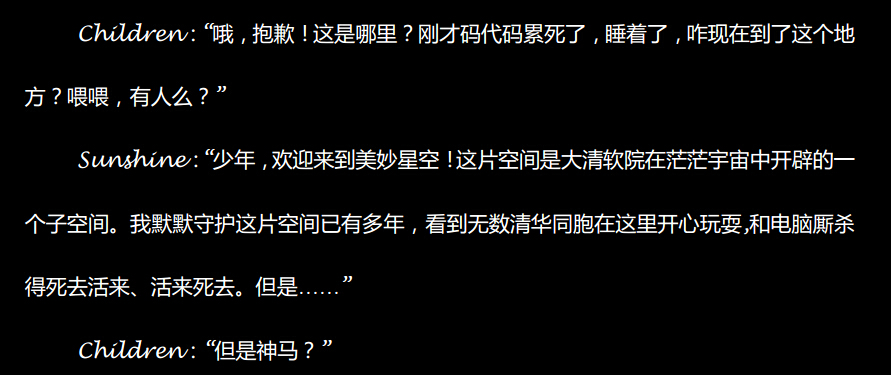 Children：“哦，抱歉！这是哪里？刚才码代码累死了，睡着了，咋现在到了这个地
方？喂喂，有人么？”
Sunshine：“少年，欢迎来到美妙星空！这片空间是大清软院在茫茫宇宙中开辟的一
个子空间。我默默守护这片空间已有多年，看到无数清华同胞在这里开心玩耍,和电脑厮杀
得死去活来、活来死去。但是……”
Children：“但是神马？”